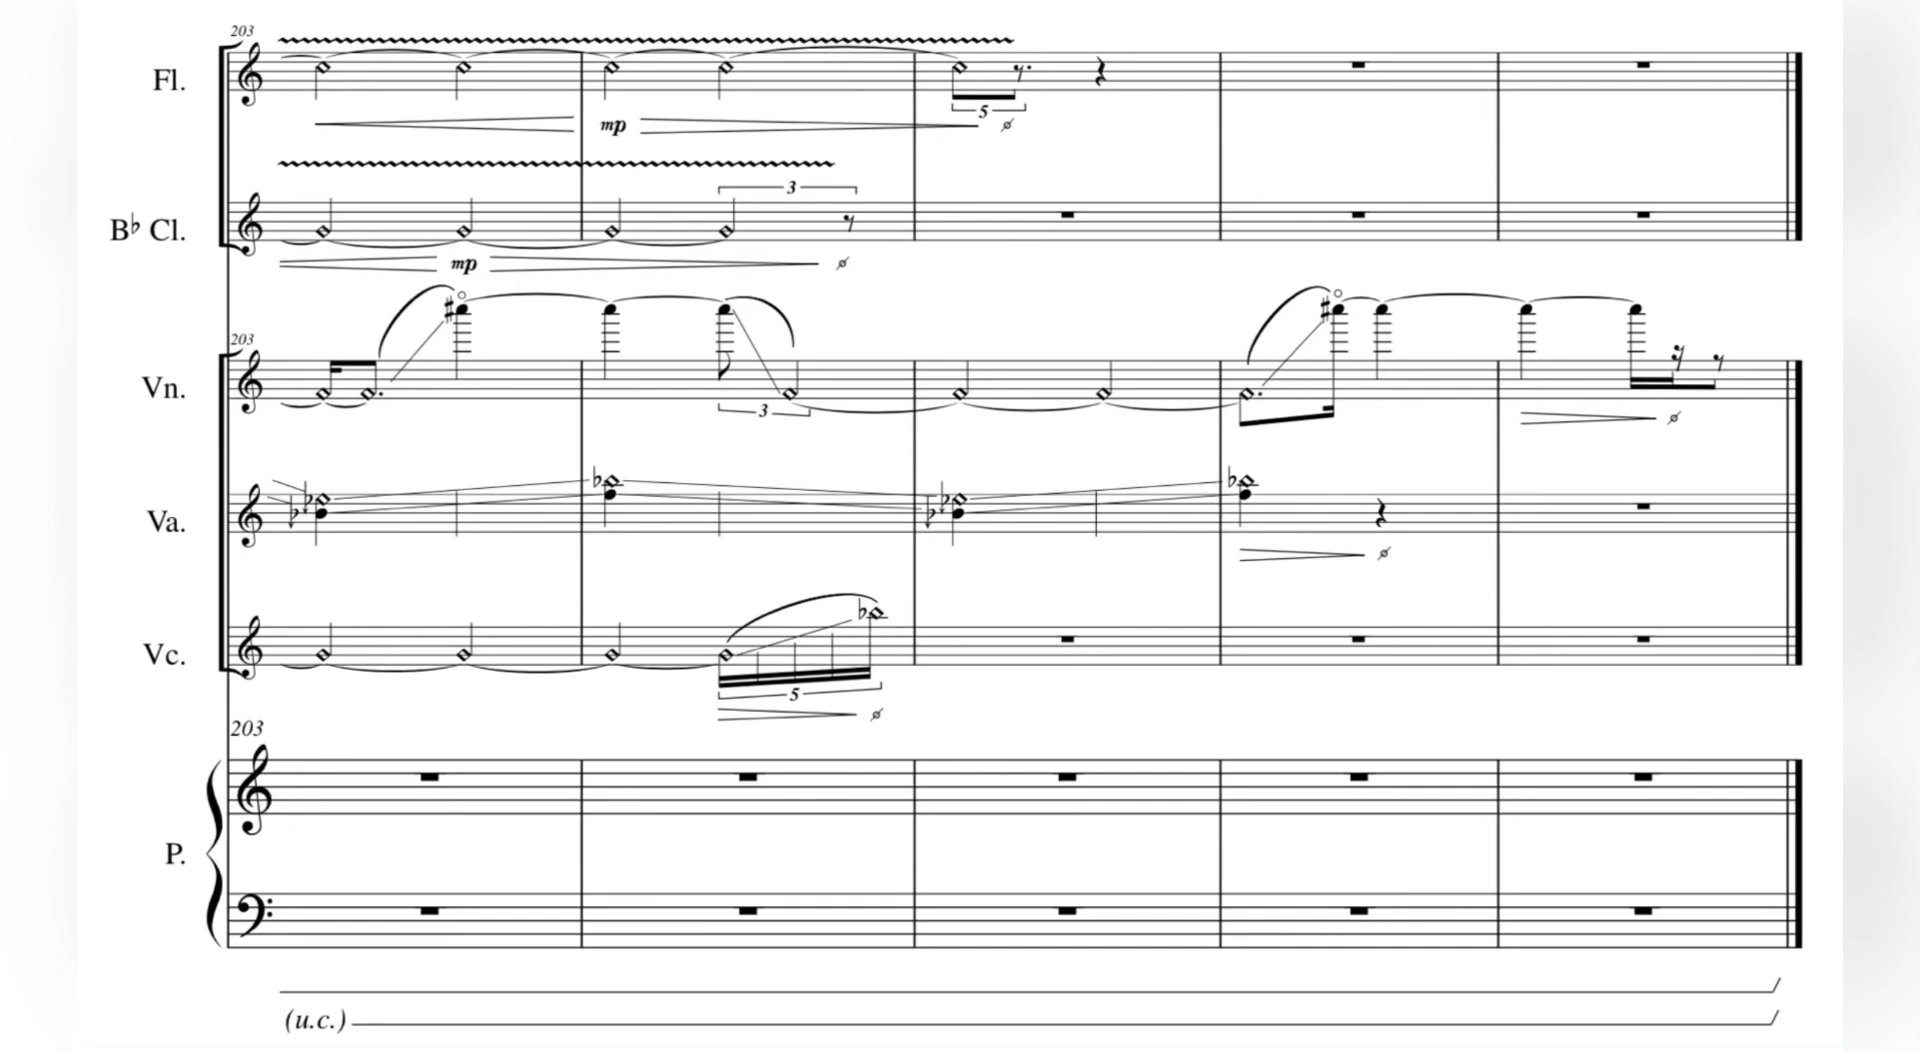 203
Fl.
5
mp ∅
3
B♭ Cl.
mp ∅
203
Vn.
3
∅
Va.
∅
Vc.
5
∅
203
P.
(u.c.)